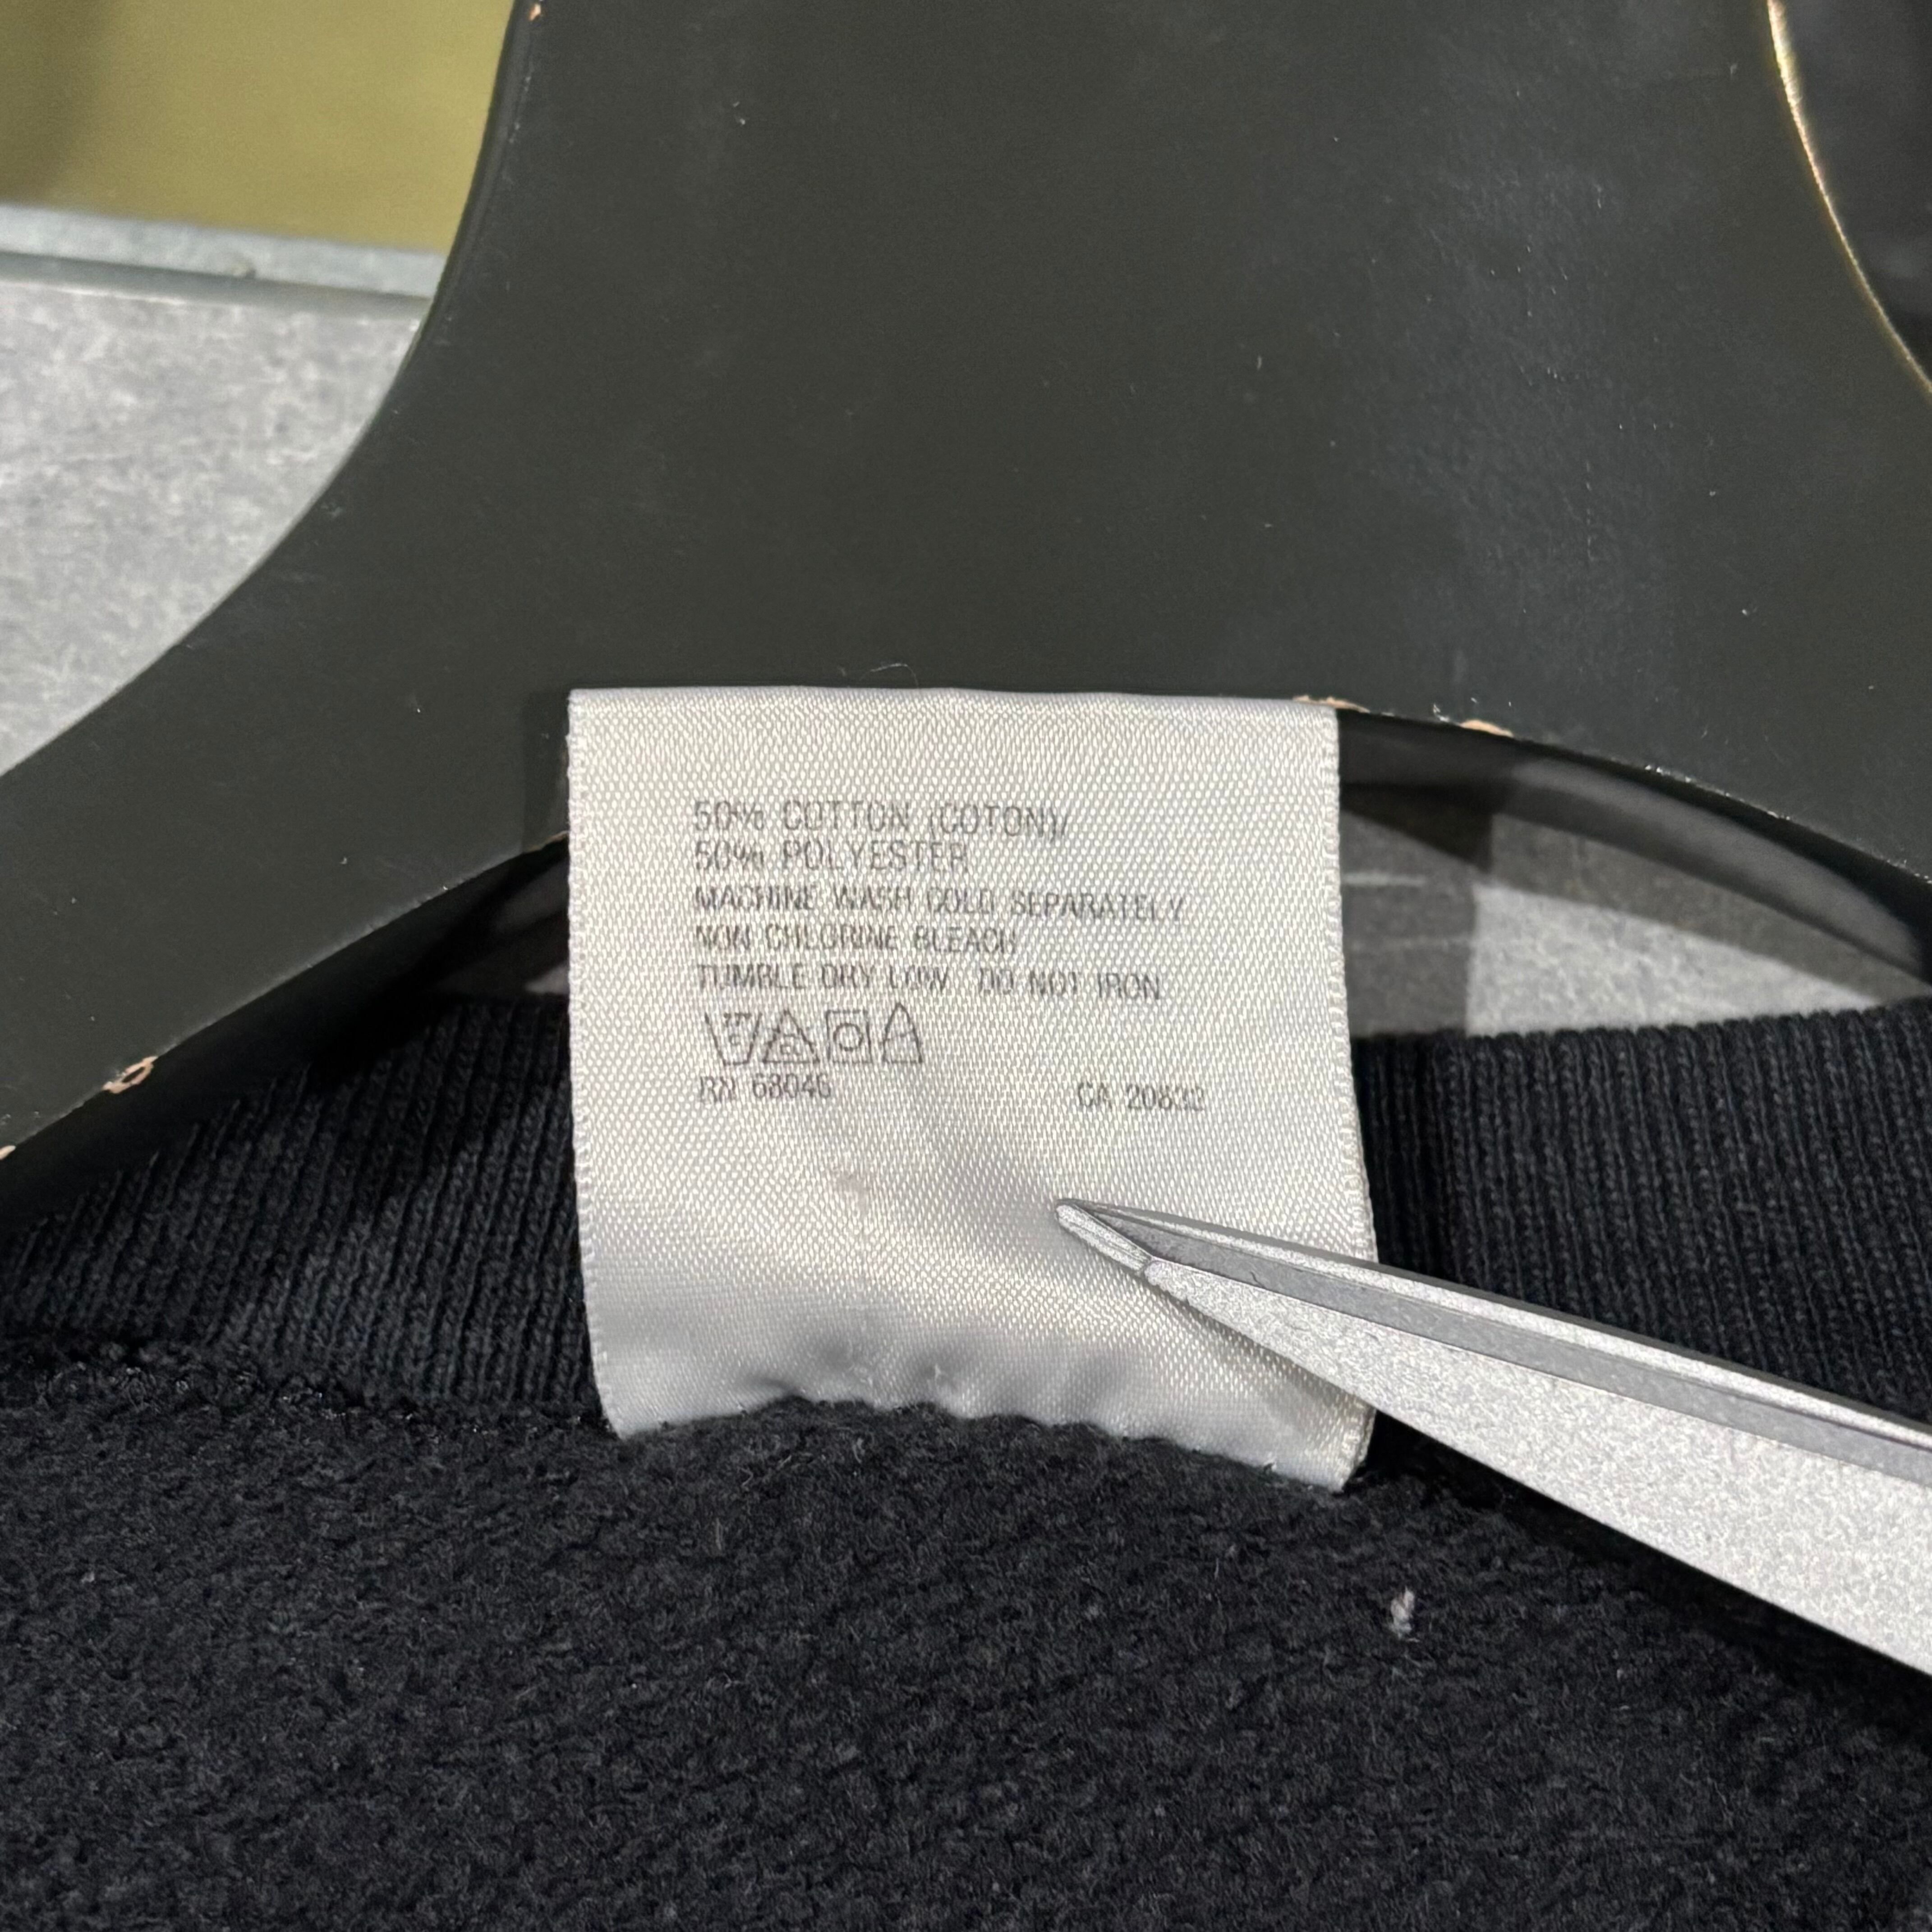 50% COTTON (COTON)/
50% POLYESTER
MACHINE WASH COLD SEPARATELY
NON CHLORINE BLEACH
TUMBLE DRY LOW DO NOT IRON
RN 68046 CA 20832